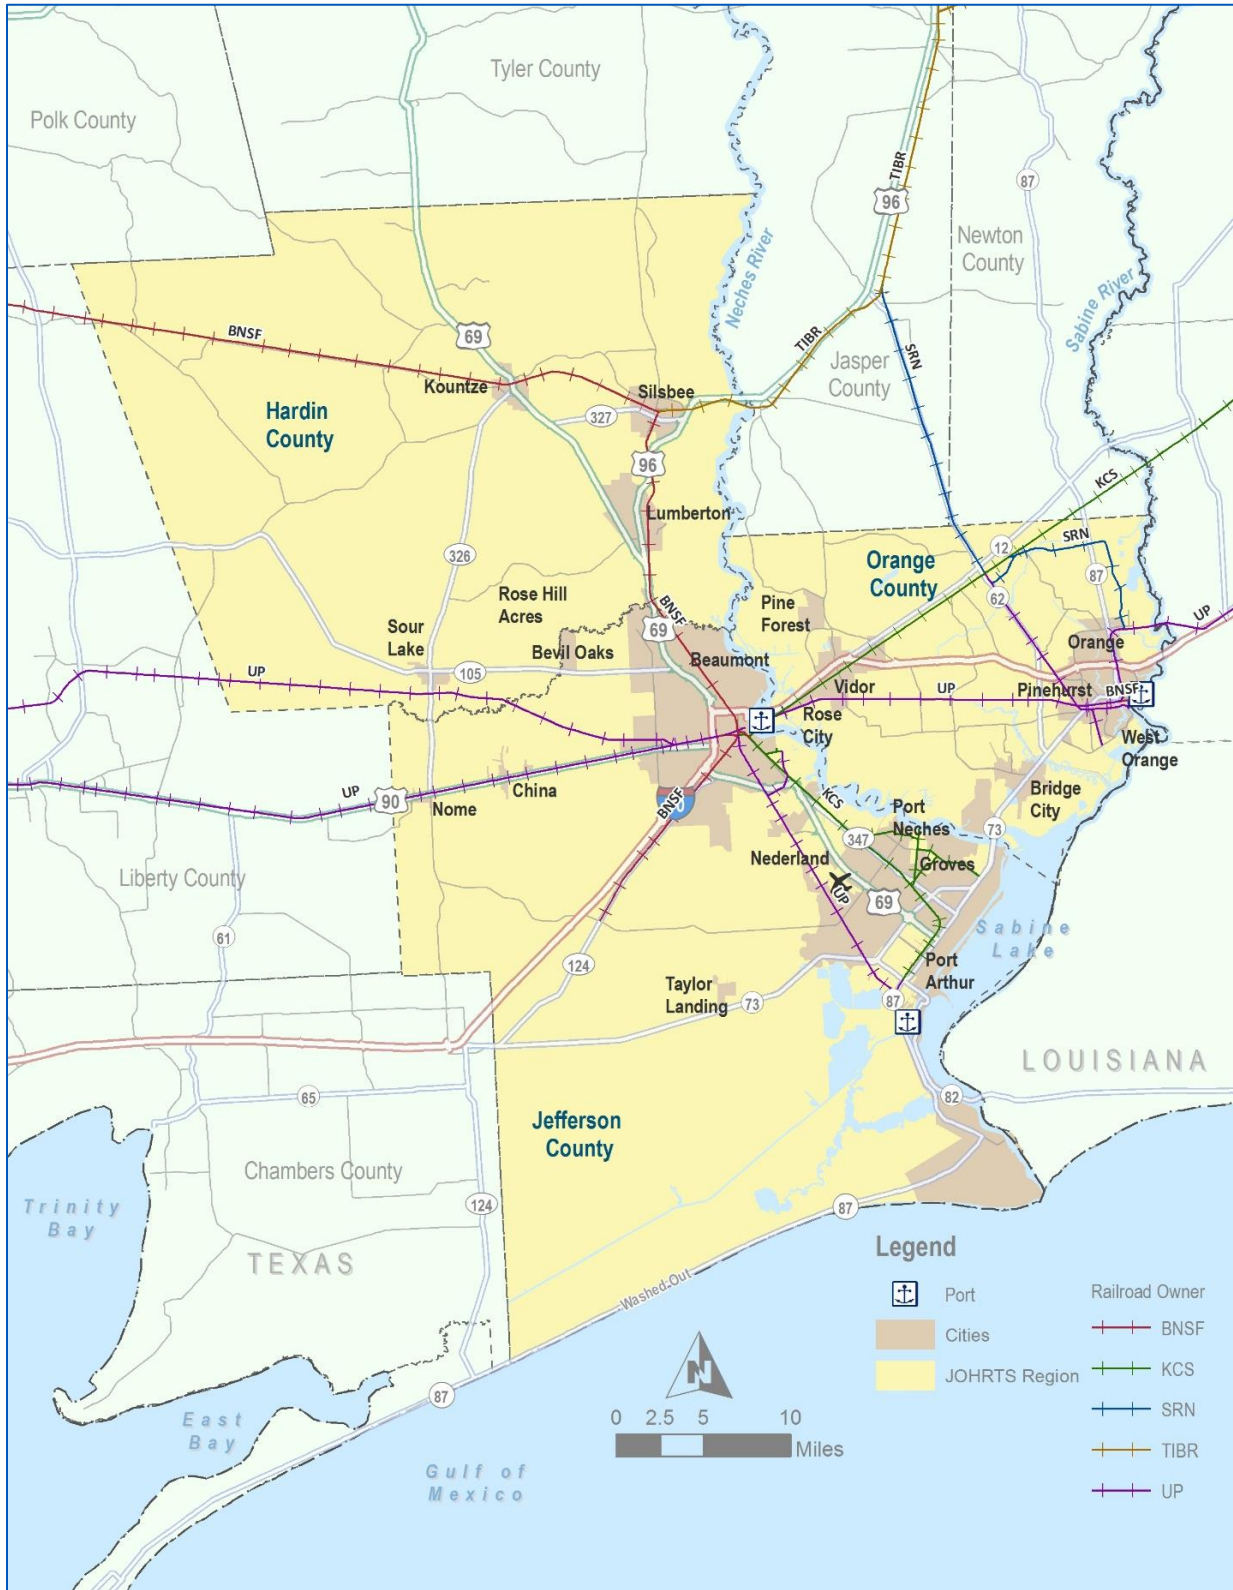 Tyler County
Polk County
TIBR
96
87
Newton
County
Neches River
Sabine River
BNSF
69
TIBR
SRN
Jasper
County
Kountze
Silsbee
Hardin
County
327
96
KCS
Lumberton
12
SRN
326
Orange
County
87
Rose Hill
Acres
BNSF
Pine
Forest
62
UP
Sour
Lake
69
Orange
Bevil Oaks
Beaumont
UP
105
Vidor
UP
Pinehurst
BNSF
Rose
City
West
Orange
UP
90
China
Nome
BNSF
KCS
Bridge
City
Port
Neches
73
347
Nederland
Groves
Liberty County
UP
69
61
Sabine
Lake
124
Port
Arthur
Taylor
Landing
73
87
LOUISIANA
65
82
Jefferson
County
Chambers County
Trinity
Bay
124
87
TEXAS
Washed-Out
Legend
Port
Railroad Owner
Cities
BNSF
JOHRTS Region
KCS
N
87
SRN
0 2.5 5 10
East
Bay
Miles
TIBR
Gulf of
Mexico
UP